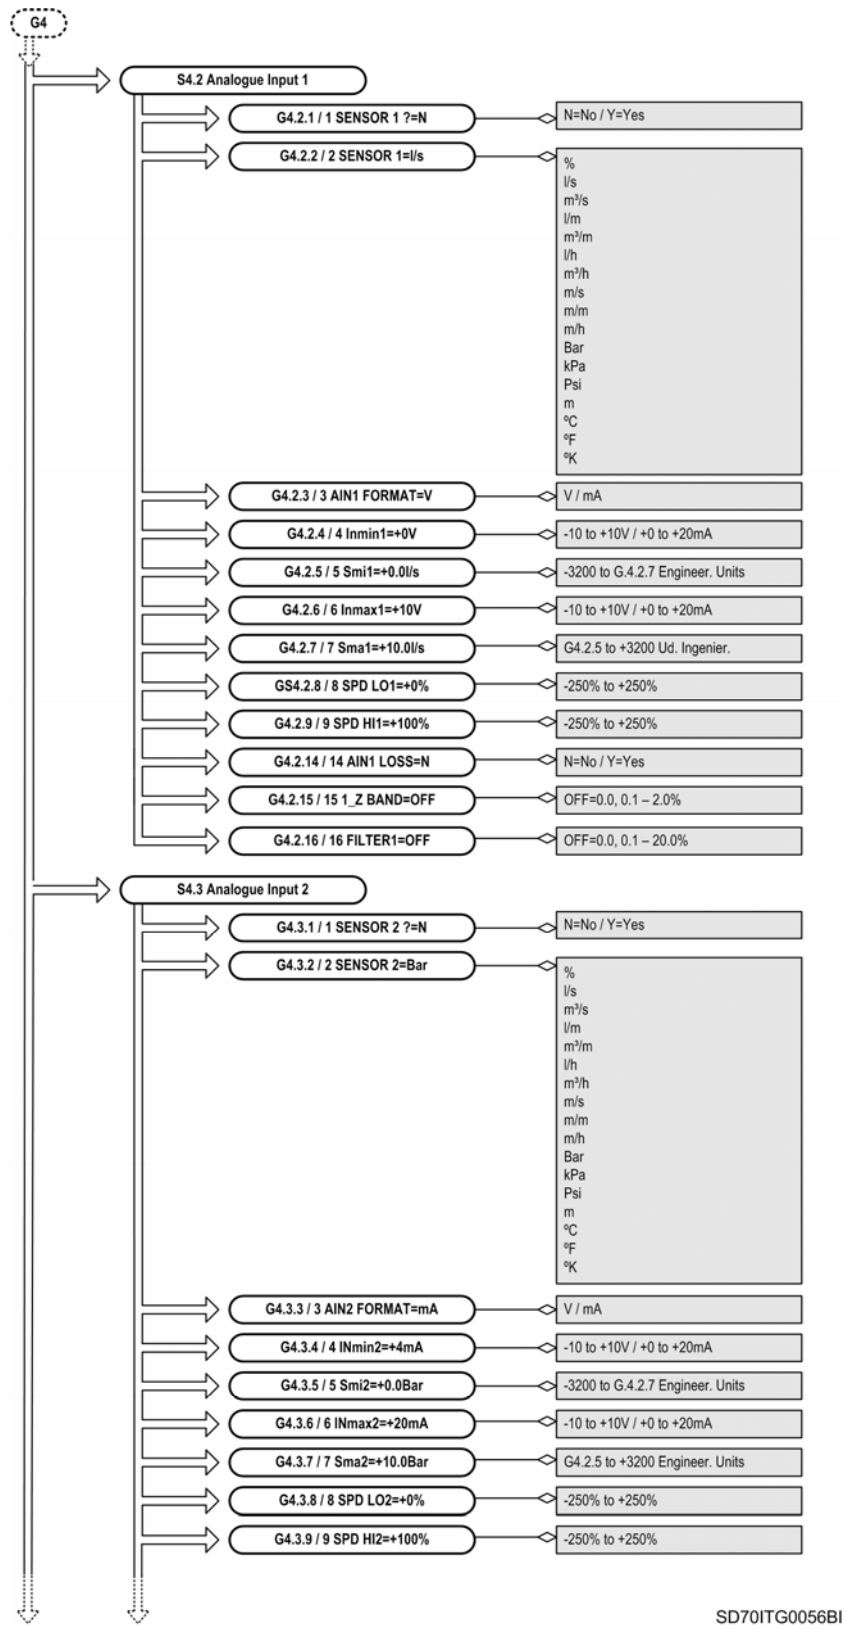 G4
S4.2 Analogue Input 1
G4.2.1 / 1 SENSOR 1 ?=N
N=No / Y=Yes
G4.2.2 / 2 SENSOR 1=l/s
%
l/s
m³/s
l/m
m³/m
l/h
m³/h
m/s
m/m
m/h
Bar
kPa
Psi
m
ºC
ºF
ºK
G4.2.3 / 3 AIN1 FORMAT=V
V / mA
G4.2.4 / 4 Inmin1=+0V
-10 to +10V / +0 to +20mA
G4.2.5 / 5 Smi1=+0.0l/s
-3200 to G.4.2.7 Engineer. Units
G4.2.6 / 6 Inmax1=+10V
-10 to +10V / +0 to +20mA
G4.2.7 / 7 Sma1=+10.0l/s
G4.2.5 to +3200 Ud. Ingenier.
GS4.2.8 / 8 SPD LO1=+0%
-250% to +250%
G4.2.9 / 9 SPD HI1=+100%
-250% to +250%
G4.2.14 / 14 AIN1 LOSS=N
N=No / Y=Yes
G4.2.15 / 15 1_Z BAND=OFF
OFF=0.0, 0.1 – 2.0%
G4.2.16 / 16 FILTER1=OFF
OFF=0.0, 0.1 – 20.0%
S4.3 Analogue Input 2
G4.3.1 / 1 SENSOR 2 ?=N
N=No / Y=Yes
G4.3.2 / 2 SENSOR 2=Bar
%
l/s
m³/s
l/m
m³/m
l/h
m³/h
m/s
m/m
m/h
Bar
kPa
Psi
m
ºC
ºF
ºK
G4.3.3 / 3 AIN2 FORMAT=mA
V / mA
G4.3.4 / 4 INmin2=+4mA
-10 to +10V / +0 to +20mA
G4.3.5 / 5 Smi2=+0.0Bar
-3200 to G.4.2.7 Engineer. Units
G4.3.6 / 6 INmax2=+20mA
-10 to +10V / +0 to +20mA
G4.3.7 / 7 Sma2=+10.0Bar
G4.2.5 to +3200 Engineer. Units
G4.3.8 / 8 SPD LO2=+0%
-250% to +250%
G4.3.9 / 9 SPD HI2=+100%
-250% to +250%
SD70ITG0056BI